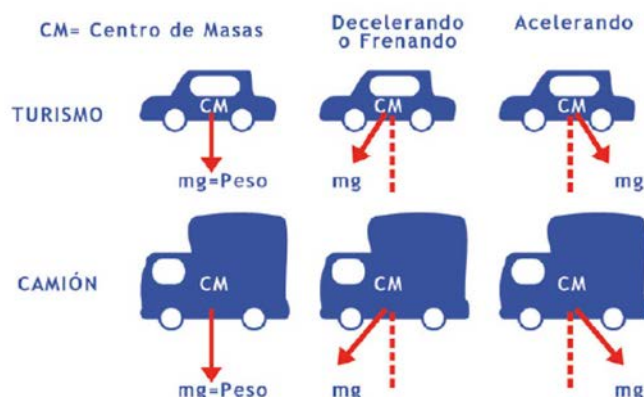 CM= Centro de Masas
Decelerando
o Frenando
Acelerando
TURISMO
CM
CM
CM
mg=Peso
mg
mg
CAMIÓN
CM
CM
CM
mg=Peso
mg
mg